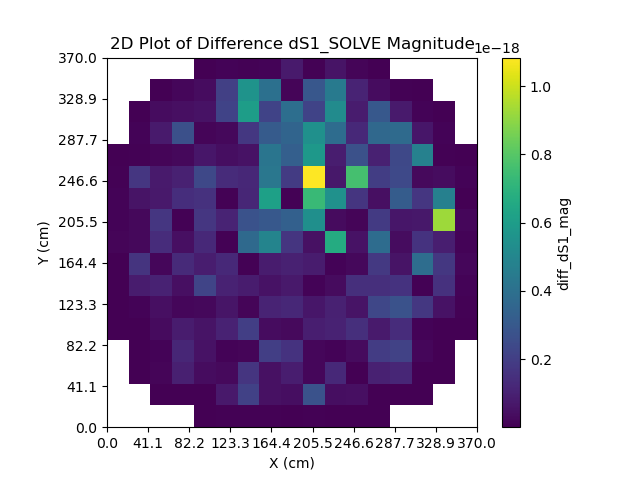 2D Plot of Difference dS1_SOLVE Magnitude
1e−18
370.0
328.9
287.7
246.6
205.5
164.4
123.3
82.2
41.1
0.0
Y (cm)
0.0 41.1 82.2 123.3 164.4 205.5 246.6 287.7 328.9 370.0
X (cm)
1.0
0.8
0.6
0.4
0.2
diff_dS1_mag